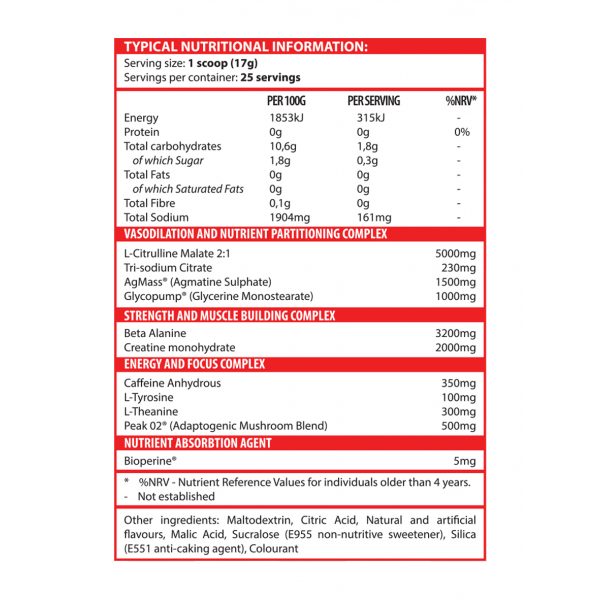 TYPICAL NUTRITIONAL INFORMATION:
Serving size: 1 scoop (17g)
Servings per container: 25 servings
PER 100G PER SERVING %NRV*
Energy 1853kJ 315kJ -
Protein 0g 0g 0%
Total carbohydrates 10,6g 1,8g -
of which Sugar 1,8g 0,3g -
Total Fats 0g 0g -
of which Saturated Fats 0g 0g -
Total Fibre 0,1g 0g -
Total Sodium 1904mg 161mg -
VASODILATION AND NUTRIENT PARTITIONING COMPLEX
L-Citrulline Malate 2:1 5000mg
Tri-sodium Citrate 230mg
AgMass® (Agmatine Sulphate) 1500mg
Glycopump® (Glycerine Monostearate) 1000mg
STRENGTH AND MUSCLE BUILDING COMPLEX
Beta Alanine 3200mg
Creatine monohydrate 2000mg
ENERGY AND FOCUS COMPLEX
Caffeine Anhydrous 350mg
L-Tyrosine 100mg
L-Theanine 300mg
Peak 02® (Adaptogenic Mushroom Blend) 500mg
NUTRIENT ABSORBTION AGENT
Bioperine® 5mg
* %NRV - Nutrient Reference Values for individuals older than 4 years.
- Not established
Other ingredients: Maltodextrin, Citric Acid, Natural and artificial
flavours, Malic Acid, Sucralose (E955 non-nutritive sweetener), Silica
(E551 anti-caking agent), Colourant